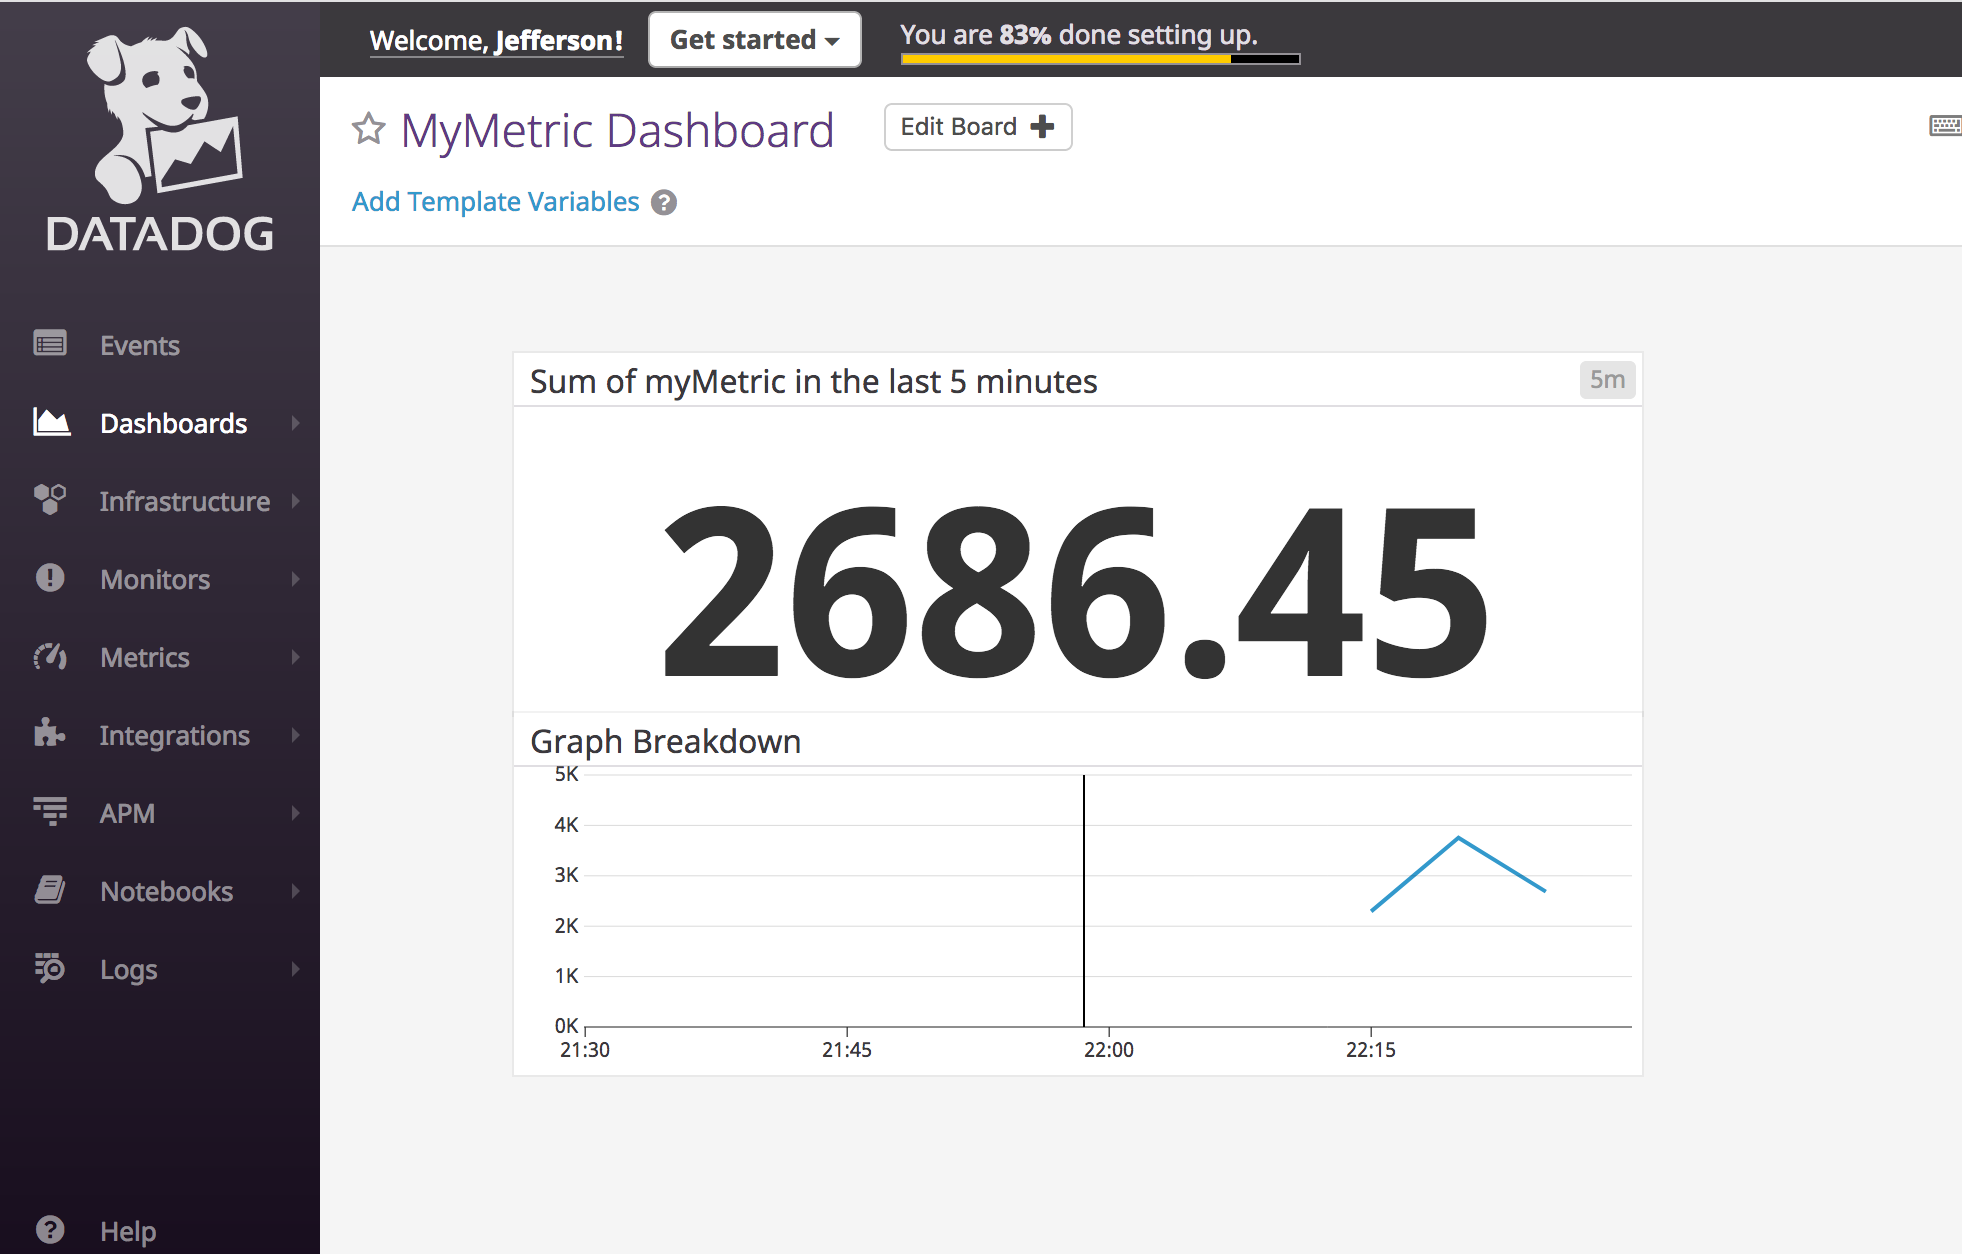 DATADOG
Events
Dashboards
Infrastructure
Monitors
Metrics
Integrations
APM
Notebooks
Logs
Help
Welcome, Jefferson!
Get started
You are 83% done setting up.
MyMetric Dashboard
Edit Board
Add Template Variables ?
Sum of myMetric in the last 5 minutes
5m
2686.45
Graph Breakdown
5K
4K
3K
2K
1K
0K
21:30 21:45 22:00 22:15